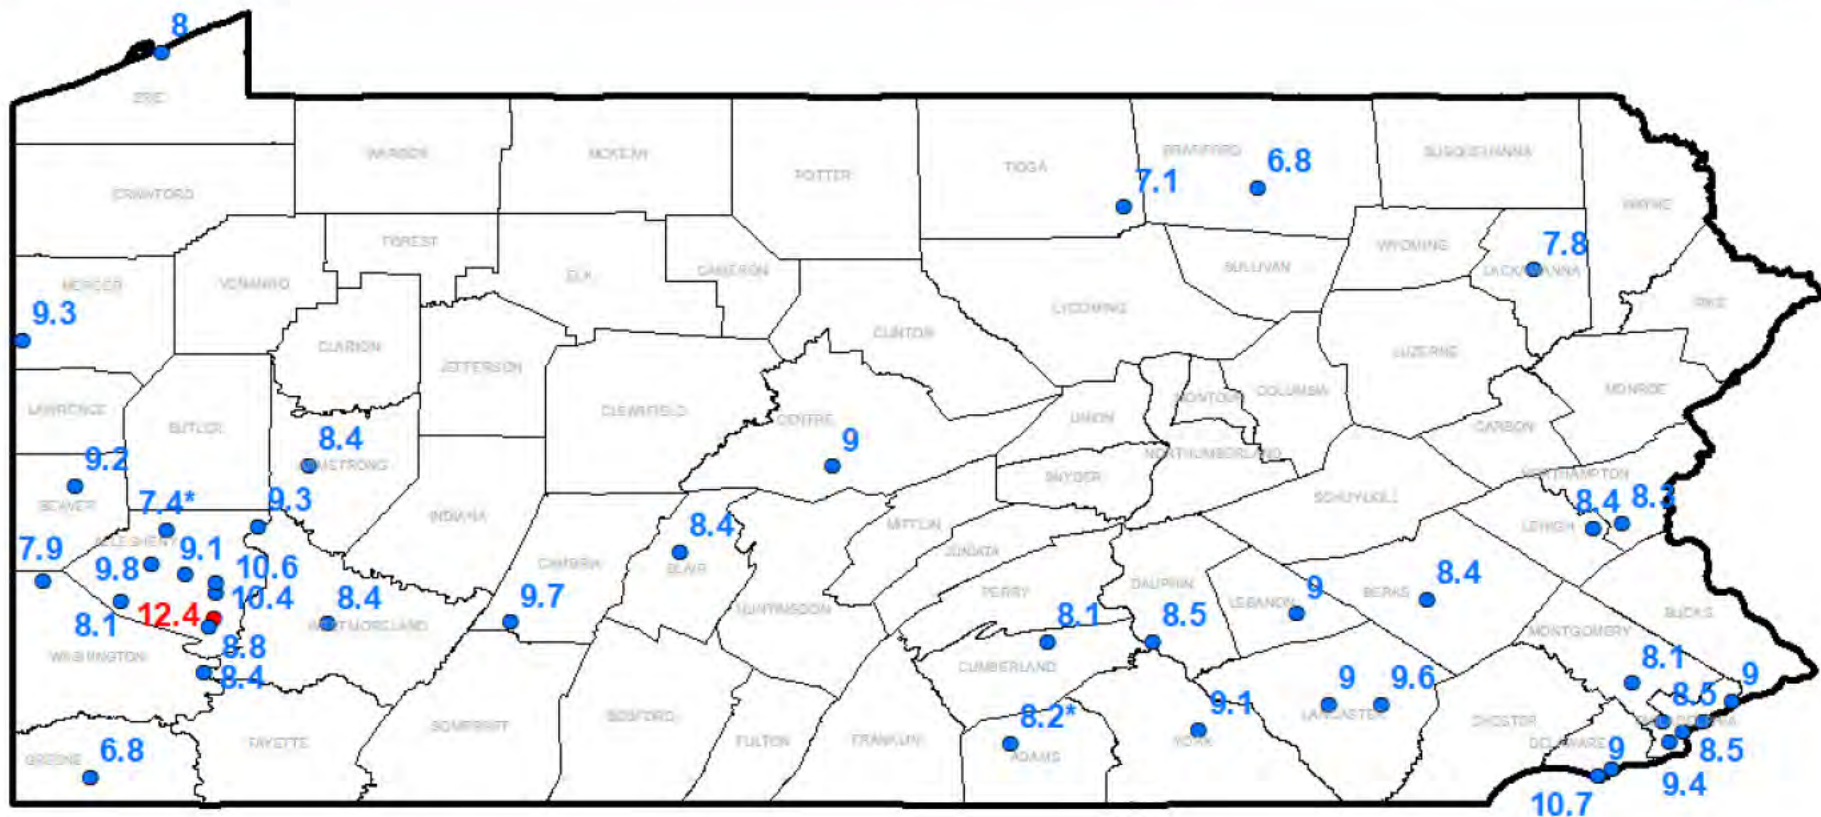 8
ERIE
WARREN
MCKEAN
POTTER
TIOGA
BRADFORD
SUSQUEHANNA
6.8
7.1
CRAWFORD
WAYNE
FOREST
WYOMING
7.8
ELK
CAMERON
SULLIVAN
LACKAWANNA
MERCER
VENANGO
9.3
PIKE
LYCOMING
CLINTON
CLARION
LUZERNE
JEFFERSON
MONROE
COLUMBIA
MONTOUR
LAWRENCE
CLEARFIELD
CENTRE
UNION
BUTLER
CARBON
8.4
9
9.2
ARMSTRONG
NORTHUMBERLAND
SNYDER
NORTHAMPTON
BEAVER
7.4*
9.3
SCHUYLKILL
8.4
8.3
INDIANA
MIFFLIN
8.4
LEHIGH
ALLEGHENY
JUNIATA
7.9
9.8
9.1
CAMBRIA
BLAIR
10.6
8.4
PERRY
DAUPHIN
10.4
8.4
9.7
LEBANON
9
BERKS
HUNTINGDON
12.4
8.1
WESTMORELAND
8.1
8.5
BUCKS
MONTGOMERY
8.8
WASHINGTON
CUMBERLAND
8.1
8.4
9
9.6
8.5
9
LANCASTER
PHILADELPHIA
8.2*
9.1
SOMERSET
BEDFORD
CHESTER
FAYETTE
FULTON
FRANKLIN
YORK
DELAWARE
6.8
9
8.5
GREENE
ADAMS
9.4
10.7